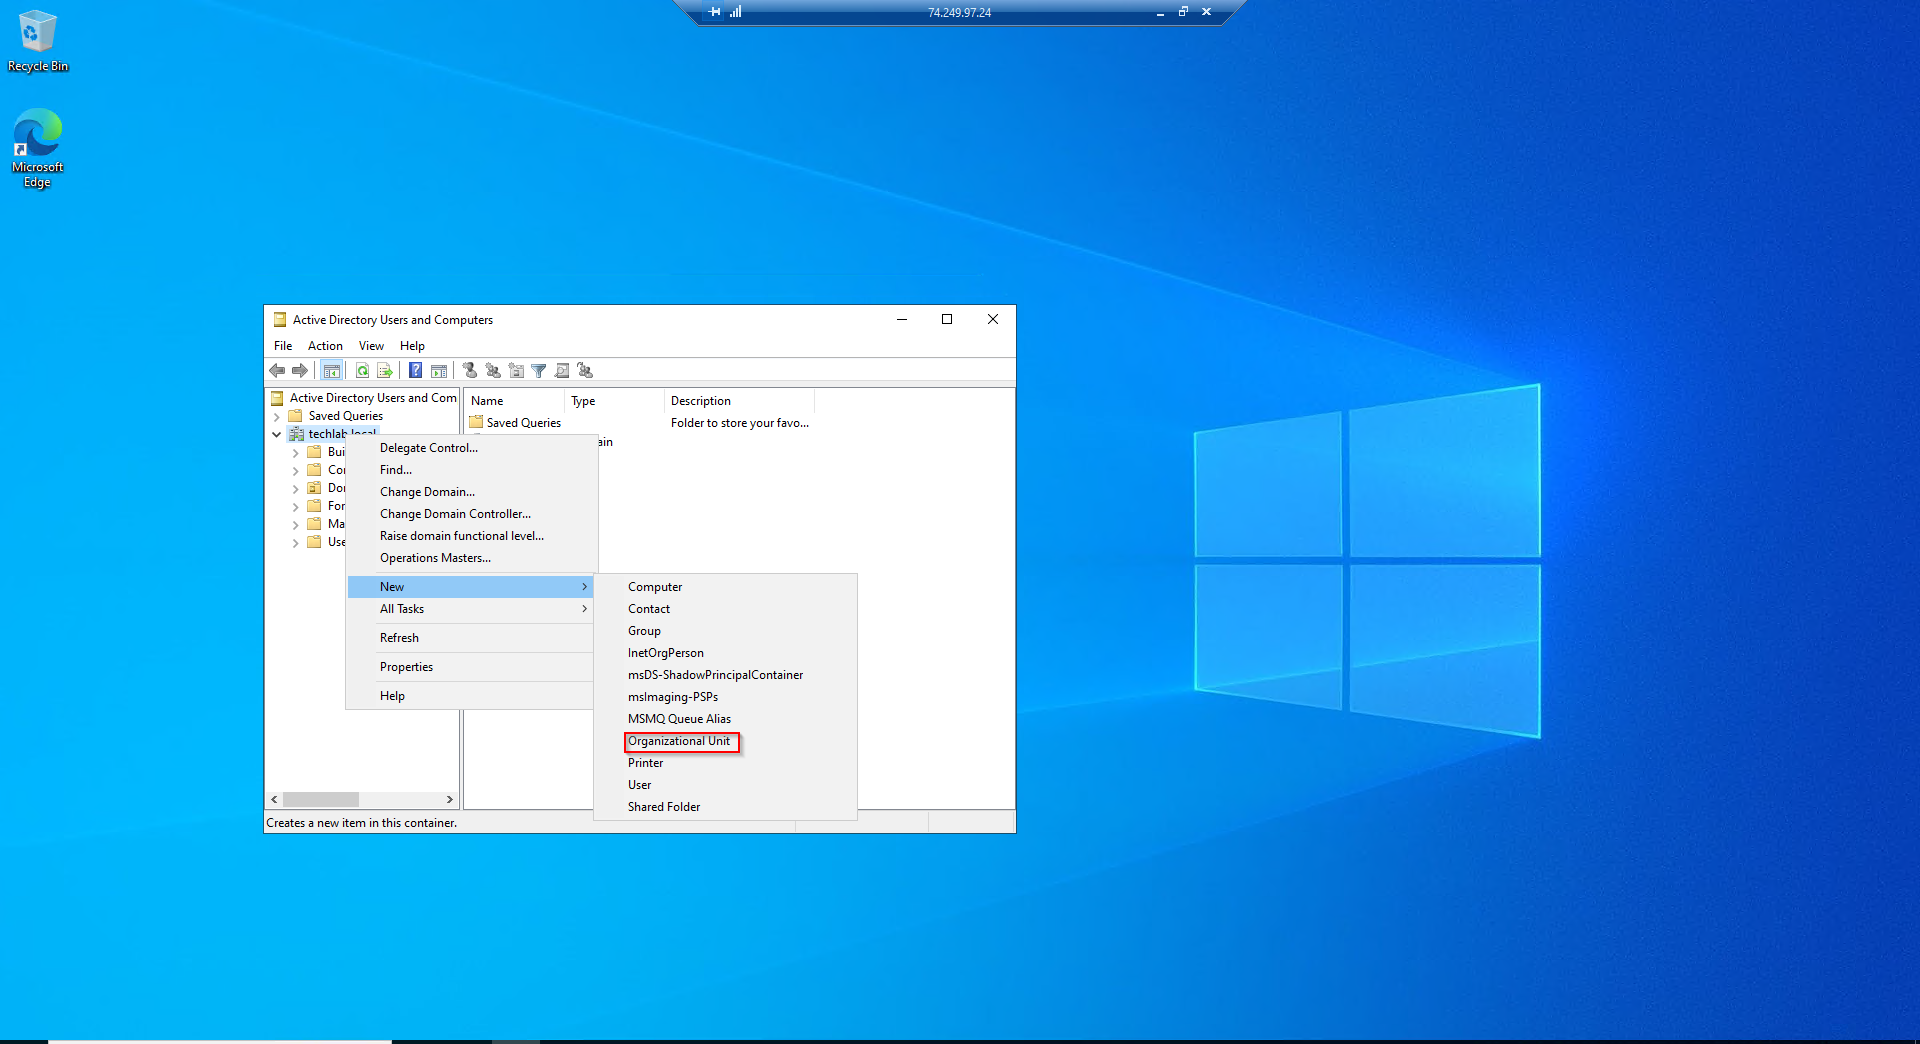 74.249.97.24
Recycle Bin
Microsoft
Edge
Active Directory Users and Computers
File Action View Help
Active Directory Users and Com
Saved Queries
techlab.local
Bui
Cor
Dor
For
Ma
Use
Name Type Description
Saved Queries Folder to store your favo...
ain
Delegate Control...
Find...
Change Domain...
Change Domain Controller...
Raise domain functional level...
Operations Masters...
New
All Tasks
Refresh
Properties
Help
Computer
Contact
Group
InetOrgPerson
msDS-ShadowPrincipalContainer
msImaging-PSPs
MSMQ Queue Alias
Organizational Unit
Printer
User
Shared Folder
Creates a new item in this container.